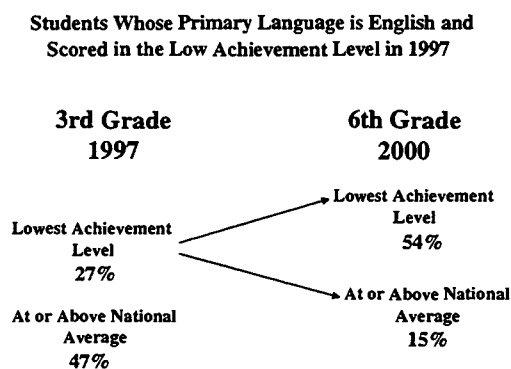 Students Whose Primary Language is English and
Scored in the Low Achievement Level in 1997
3rd Grade
1997
6th Grade
2000
Lowest Achievement
Level
27%
At or Above National
Average
47%
Lowest Achievement
Level
54%
At or Above National
Average
15%